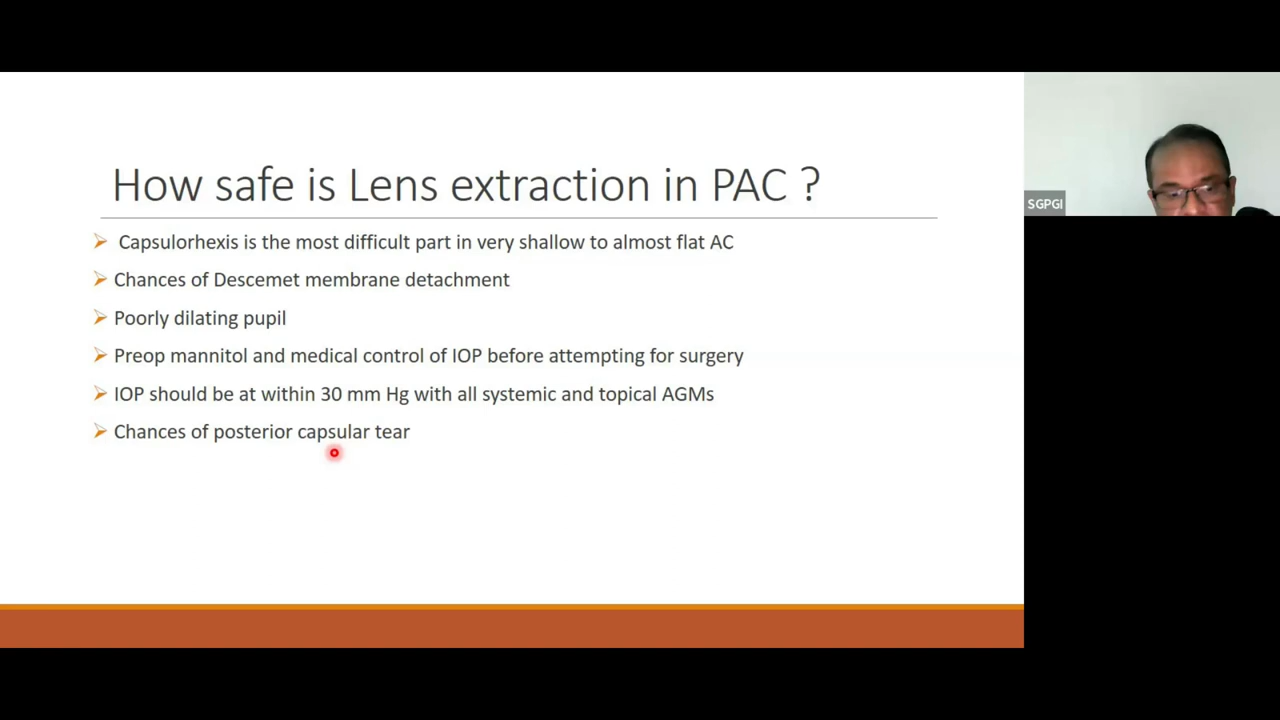 How safe is Lens extraction in PAC ?
Capsulorhexis is the most difficult part in very shallow to almost flat AC
Chances of Descemet membrane detachment
Poorly dilating pupil
Preop mannitol and medical control of IOP before attempting for surgery
IOP should be at within 30 mm Hg with all systemic and topical AGMs
Chances of posterior capsular tear
SGPGI